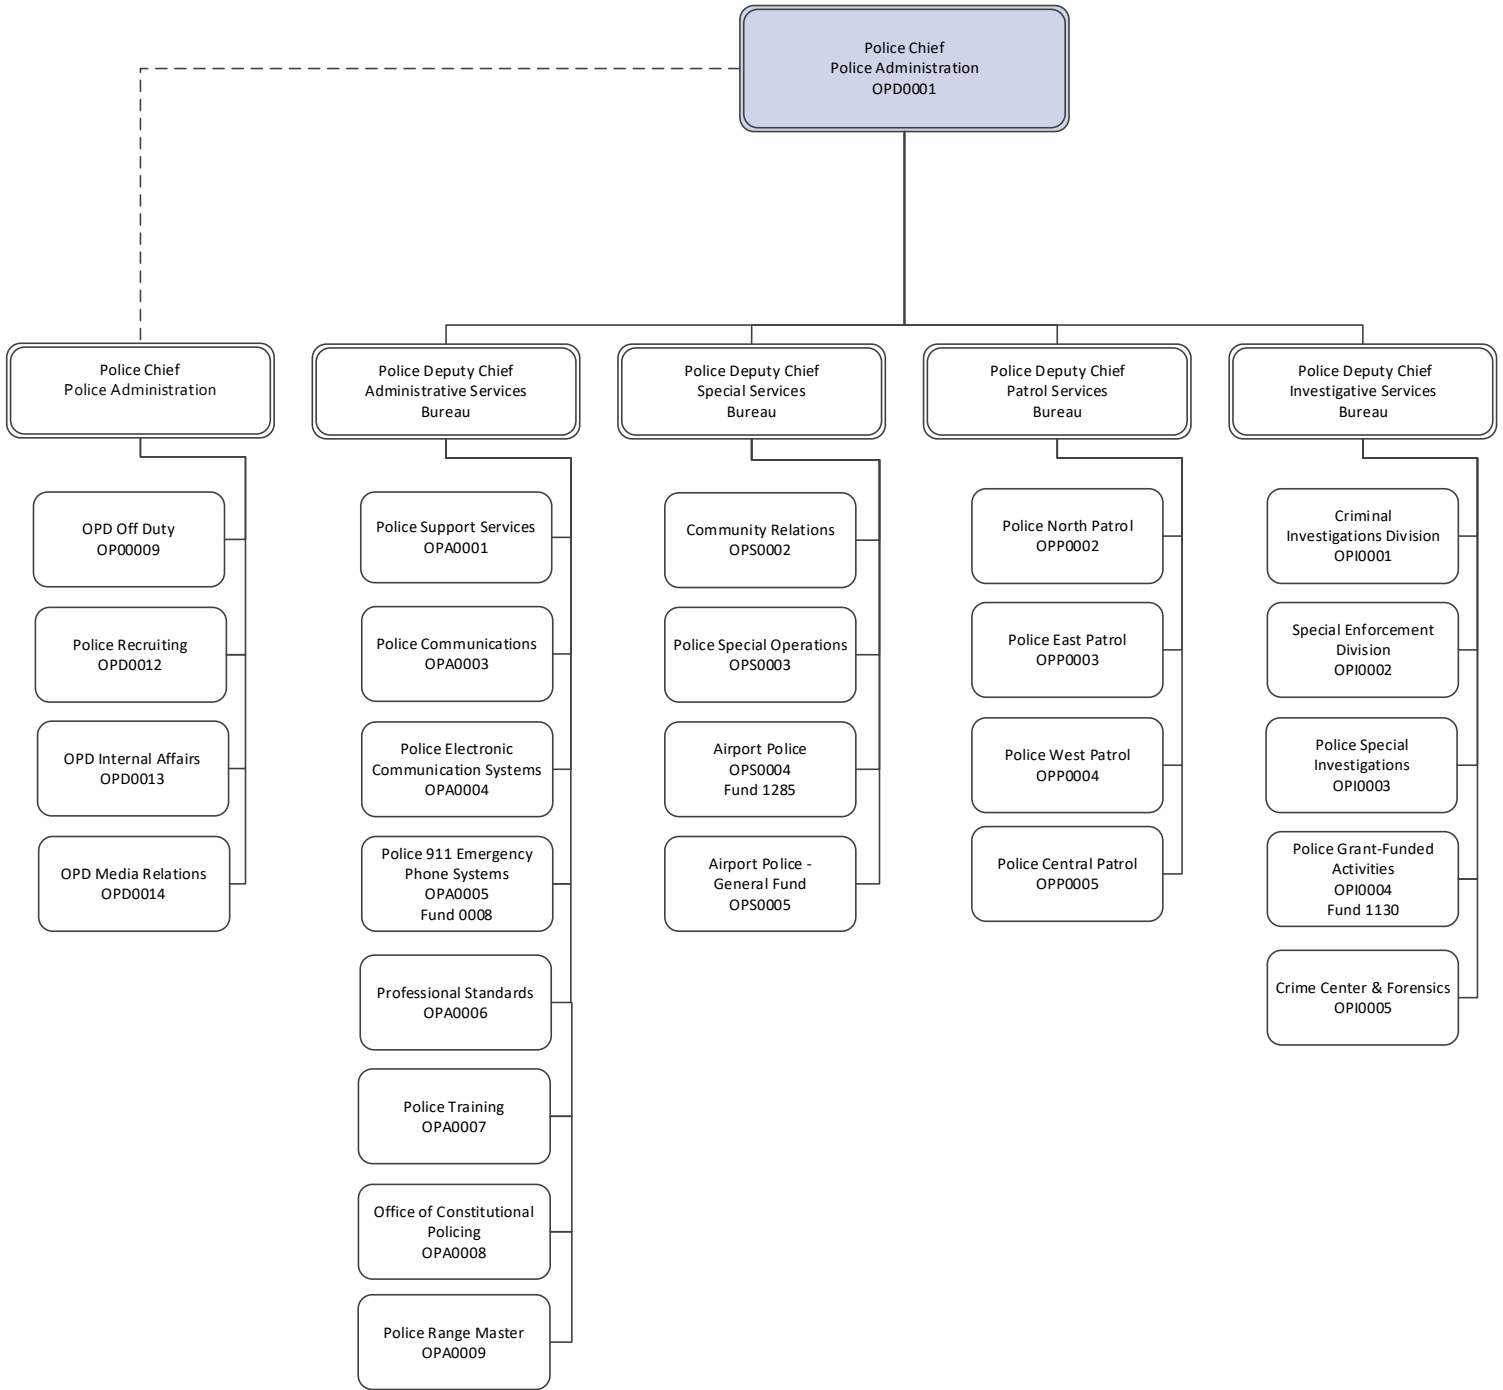 Police Chief
Police Administration
OPD0001
Police Chief
Police Administration
Police Deputy Chief
Administrative Services
Bureau
Police Deputy Chief
Special Services
Bureau
Police Deputy Chief
Patrol Services
Bureau
Police Deputy Chief
Investigative Services
Bureau
OPD Off Duty
OP00009
Police Recruiting
OPD0012
OPD Internal Affairs
OPD0013
OPD Media Relations
OPD0014
Police Support Services
OPA0001
Police Communications
OPA0003
Police Electronic
Communication Systems
OPA0004
Police 911 Emergency
Phone Systems
OPA0005
Fund 0008
Professional Standards
OPA0006
Police Training
OPA0007
Office of Constitutional
Policing
OPA0008
Police Range Master
OPA0009
Community Relations
OPS0002
Police Special Operations
OPS0003
Airport Police
OPS0004
Fund 1285
Airport Police -
General Fund
OPS0005
Police North Patrol
OPP0002
Police East Patrol
OPP0003
Police West Patrol
OPP0004
Police Central Patrol
OPP0005
Criminal
Investigations Division
OPI0001
Special Enforcement
Division
OPI0002
Police Special
Investigations
OPI0003
Police Grant-Funded
Activities
OPI0004
Fund 1130
Crime Center & Forensics
OPI0005